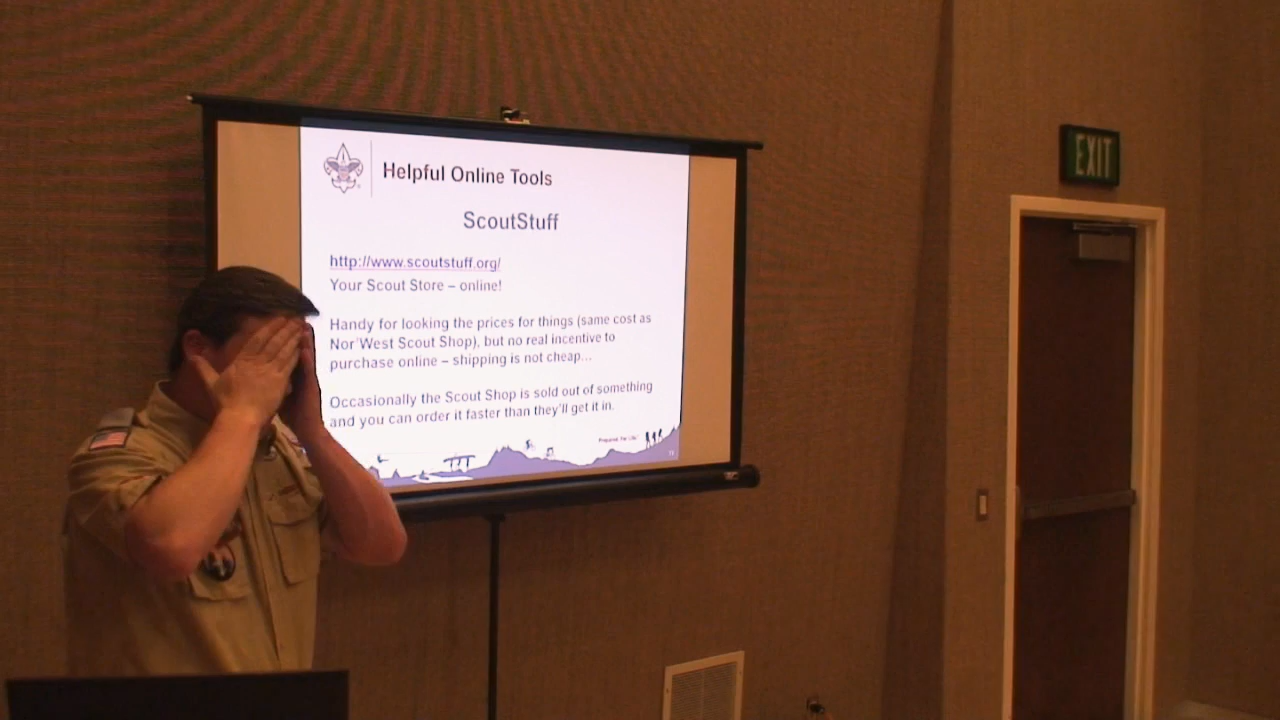 Helpful Online Tools
ScoutStuff
http://www.scoutstuff.org/
Your Scout Store – online!
Handy for looking the prices for things (same cost as
Nor'West Scout Shop), but no real incentive to
purchase online – shipping is not cheap...
Occasionally the Scout Shop is sold out of something
and you can order it faster than they'll get it in.
Prepared. For Life.
EXIT